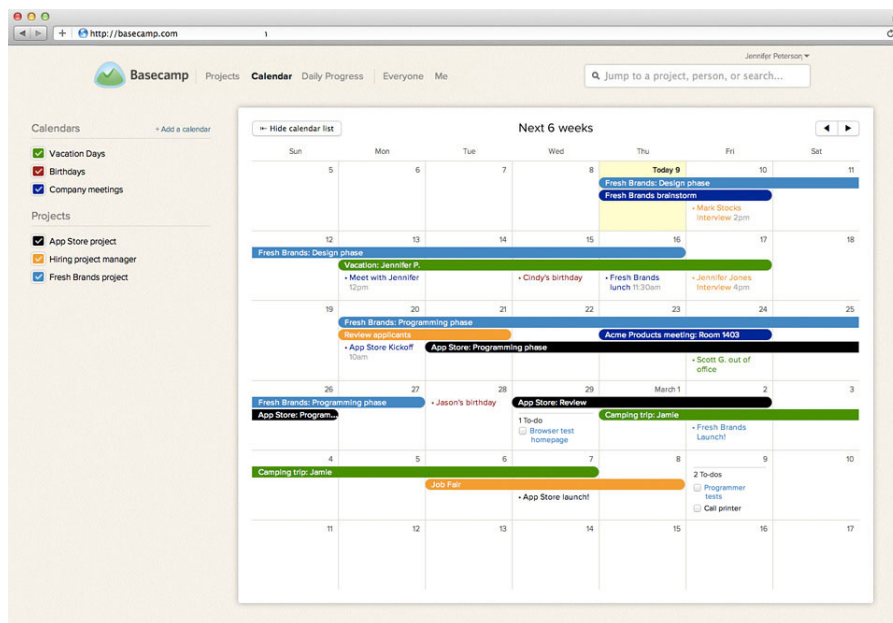 http://basecamp.com
Jennifer Peterson
Basecamp Projects Calendar Daily Progress Everyone Me
Jump to a project, person, or search...
Calendars + Add a calendar
Vacation Days
Birthdays
Company meetings
Projects
App Store project
Hiring project manager
Fresh Brands project
Hide calendar list
Next 6 weeks
Sun Mon Tue Wed Thu Fri Sat
5 6 7 8 Today 9 10 11
Fresh Brands: Design phase
Fresh Brands brainstorm
• Mark Stocks
Interview 2pm
12 13 14 15 16 17 18
Fresh Brands: Design phase
Vacation: Jennifer P.
• Meet with Jennifer
12pm
• Cindy's birthday
• Fresh Brands
lunch 11:30am
• Jennifer Jones
Interview 4pm
19 20 21 22 23 24 25
Fresh Brands: Programming phase
Review applicants
Acme Products meeting: Room 1403
• App Store Kickoff
10am
App Store: Programming phase
• Scott G. out of
office
26 27 28 29 March 1 2 3
Fresh Brands: Programming phase
• Jason's birthday
App Store: Review
App Store: Program...
Camping trip: Jamie
1 To-do
Browser test
homepage
• Fresh Brands
Launch!
4 5 6 7 8 9 10
Camping trip: Jamie
Job Fair
• App Store launch!
2 To-dos
Programmer
tests
Call printer
11 12 13 14 15 16 17